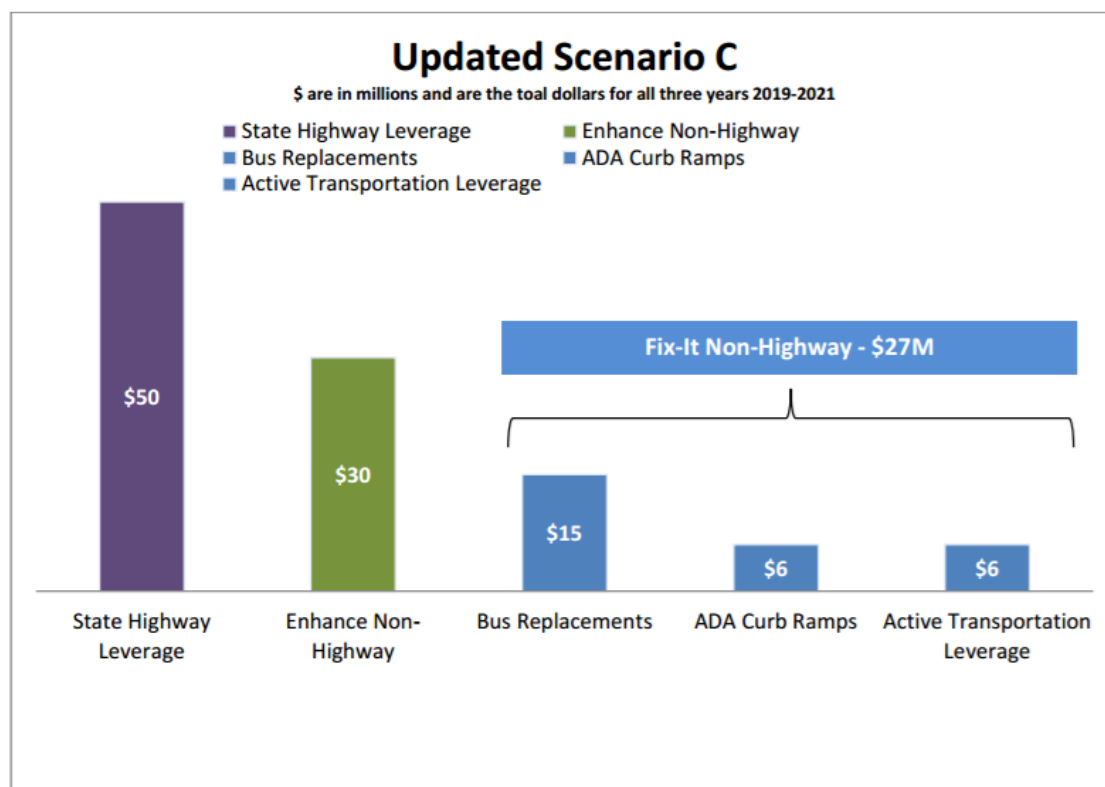 Updated Scenario C
$ are in millions and are the toal dollars for all three years 2019-2021
State Highway Leverage
Enhance Non-Highway
Bus Replacements
ADA Curb Ramps
Active Transportation Leverage
Fix-It Non-Highway - $27M
$50
$30
$15
$6
$6
State Highway
Leverage
Enhance Non-
Highway
Bus Replacements
ADA Curb Ramps
Active Transportation
Leverage